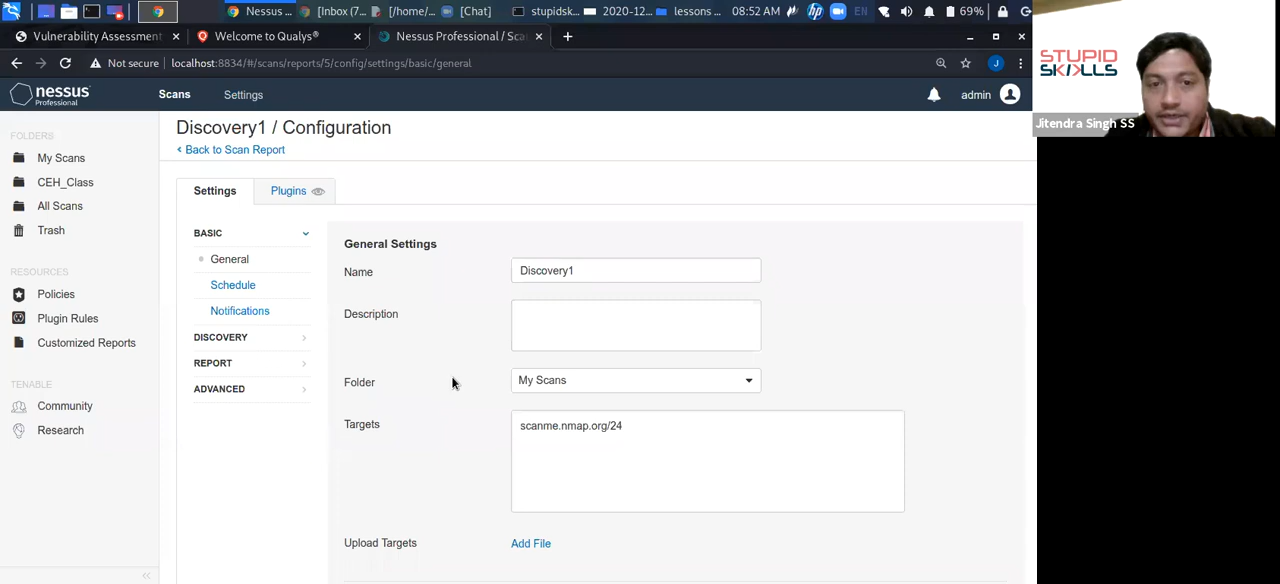 Nessus ...
[Inbox (7...
[/home/...
[Chat]
stupidsk...
2020-12...
lessons ...
08:52 AM
EN
69%
Vulnerability Assessment
Welcome to Qualys®
Nessus Professional / Sca
Not secure
localhost:8834/#/scans/reports/5/config/settings/basic/general
J
nessus
Professional
Scans
Settings
admin
STUPID
SKILLS
Jitendra Singh SS
FOLDERS
My Scans
CEH_Class
All Scans
Trash
RESOURCES
Policies
Plugin Rules
Customized Reports
TENABLE
Community
Research
Discovery1 / Configuration
‹ Back to Scan Report
Settings
Plugins
BASIC
General
Schedule
Notifications
DISCOVERY
REPORT
ADVANCED
General Settings
Name
Discovery1
Description
Folder
My Scans
Targets
scanme.nmap.org/24
Upload Targets
Add File